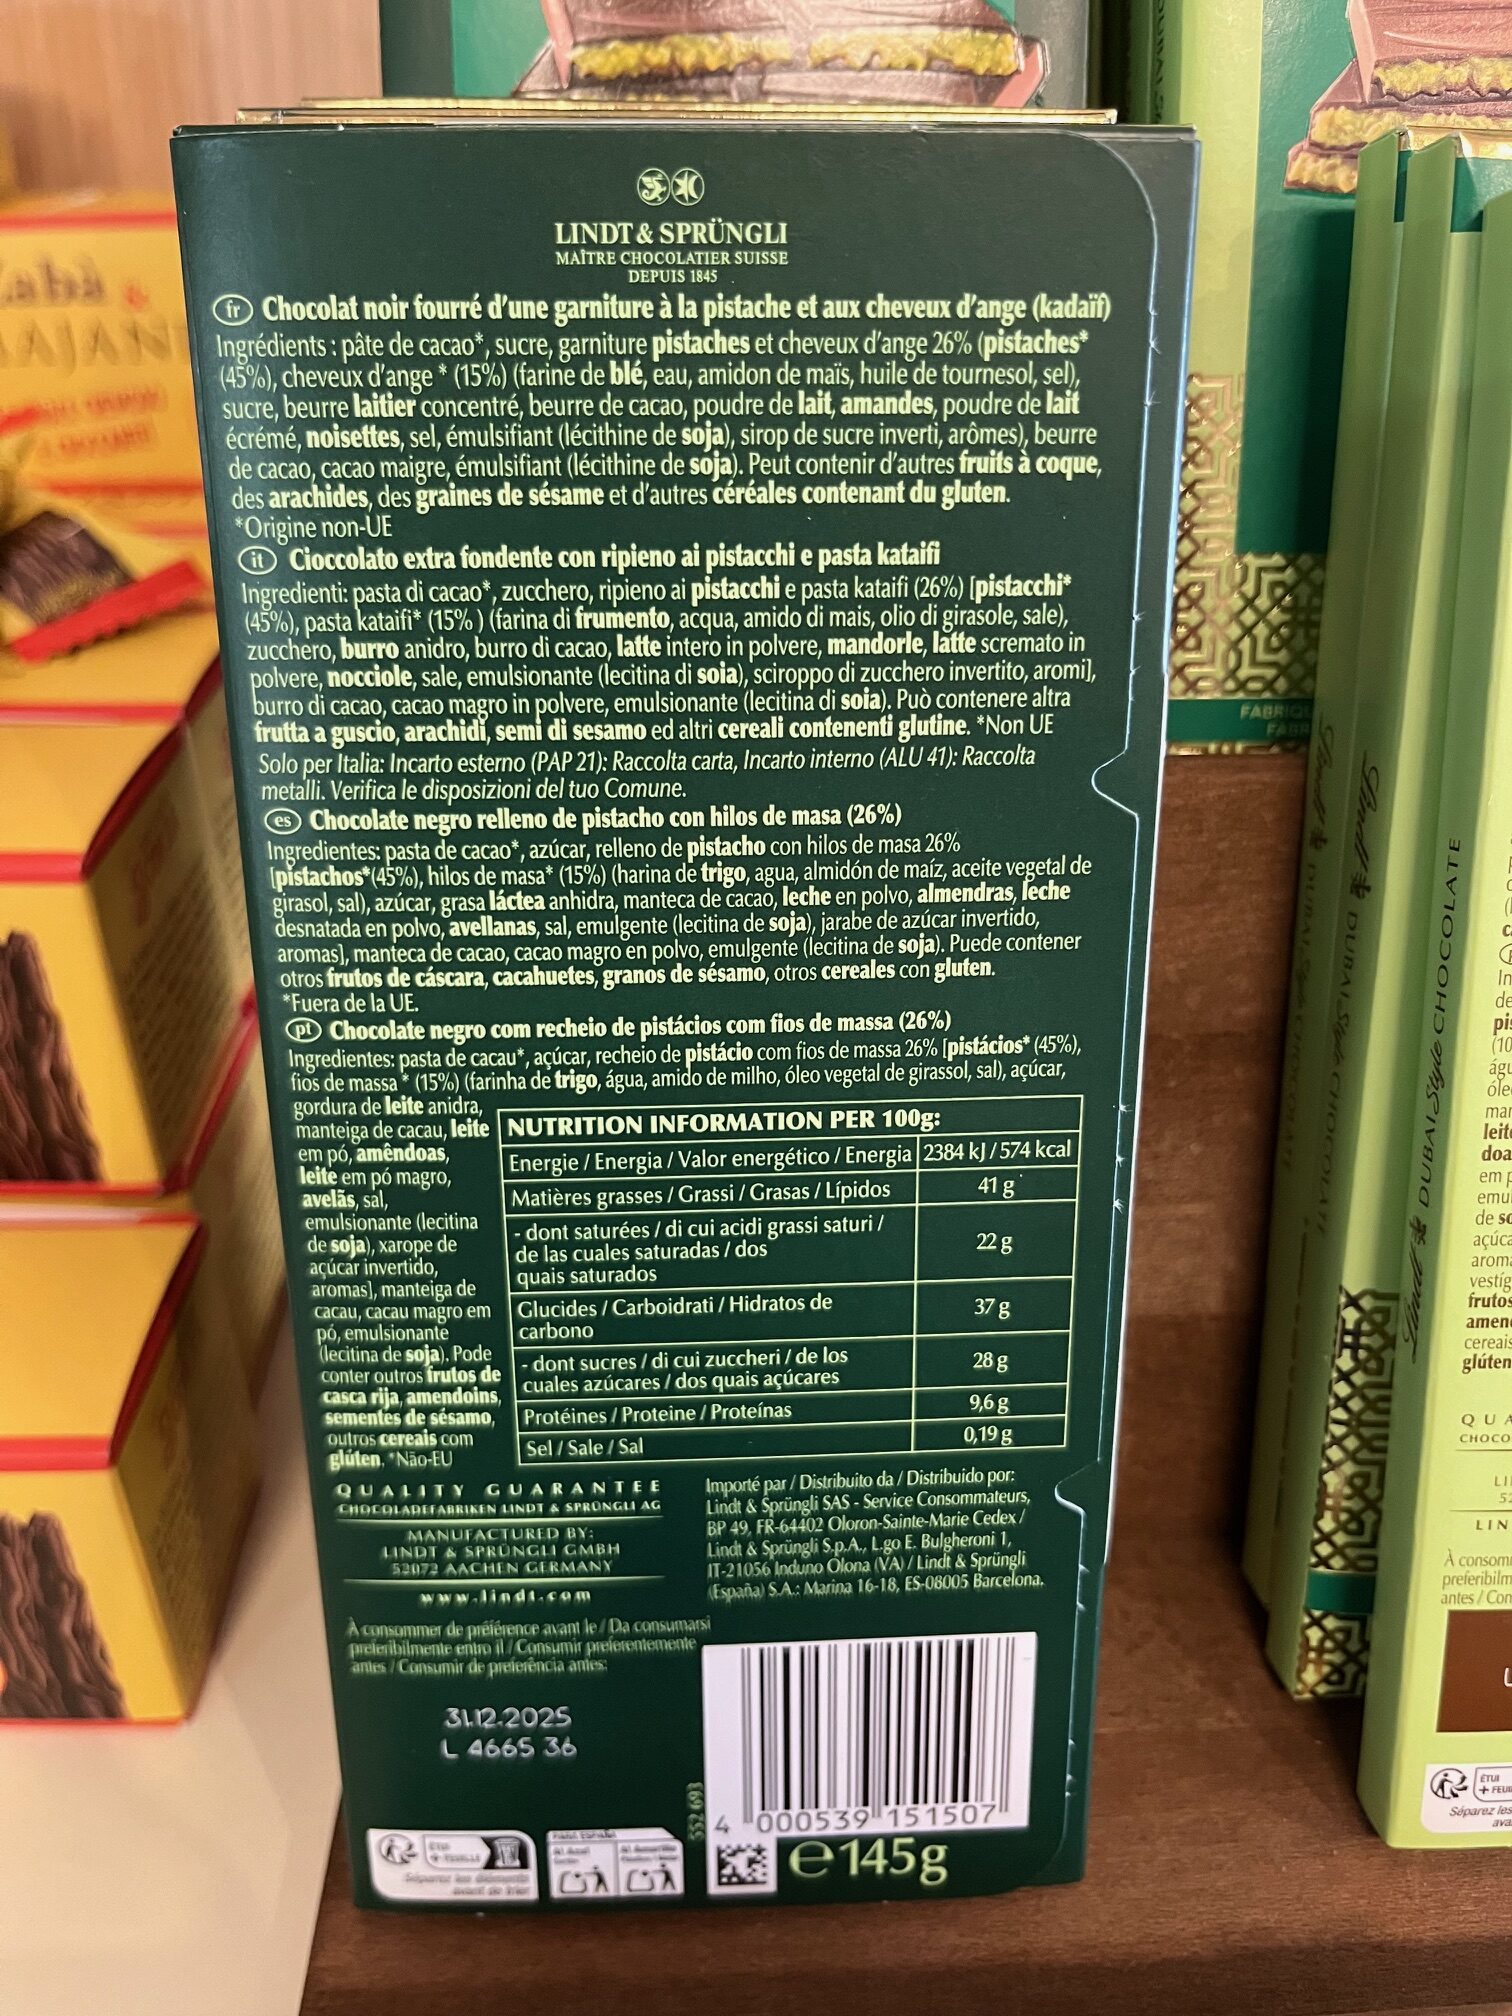 LINDT & SPRÜNGLI
MAÎTRE CHOCOLATIER SUISSE
DEPUIS 1845
fr Chocolat noir fourré d'une garniture à la pistache et aux cheveux d'ange (kadaïf)
Ingrédients : pâte de cacao*, sucre, garniture pistaches et cheveux d'ange 26% (pistaches*
(45%), cheveux d'ange * (15%) (farine de blé, eau, amidon de maïs, huile de tournesol, sel),
sucre, beurre laitier concentré, beurre de cacao, poudre de lait, amandes, poudre de lait
écrémé, noisettes, sel, émulsifiant (lécithine de soja), sirop de sucre inverti, arômes), beurre
de cacao, cacao maigre, émulsifiant (lécithine de soja). Peut contenir d'autres fruits à coque,
des arachides, des graines de sésame et d'autres céréales contenant du gluten.
*Origine non-UE
it Cioccolato extra fondente con ripieno ai pistacchi e pasta kataifi
Ingredienti: pasta di cacao*, zucchero, ripieno ai pistacchi e pasta kataifi (26%) [pistacchi*
(45%), pasta kataifi* (15% ) (farina di frumento, acqua, amido di mais, olio di girasole, sale),
zucchero, burro anidro, burro di cacao, latte intero in polvere, mandorle, latte scremato in
polvere, nocciole, sale, emulsionante (lecitina di soia), sciroppo di zucchero invertito, aromi],
burro di cacao, cacao magro in polvere, emulsionante (lecitina di soia). Può contenere altra
frutta a guscio, arachidi, semi di sesamo ed altri cereali contenenti glutine. *Non UE
Solo per Italia: Incarto esterno (PAP 21): Raccolta carta, Incarto interno (ALU 41): Raccolta
metalli. Verifica le disposizioni del tuo Comune.
es Chocolate negro relleno de pistacho con hilos de masa (26%)
Ingredientes: pasta de cacao*, azúcar, relleno de pistacho con hilos de masa 26%
[pistachos*(45%), hilos de masa* (15%) (harina de trigo, agua, almidón de maíz, aceite vegetal de
girasol, sal), azúcar, grasa láctea anhidra, manteca de cacao, leche en polvo, almendras, leche
desnatada en polvo, avellanas, sal, emulgente (lecitina de soja), jarabe de azúcar invertido,
aromas], manteca de cacao, cacao magro en polvo, emulgente (lecitina de soja). Puede contener
otros frutos de cáscara, cacahuetes, granos de sésamo, otros cereales con gluten.
*Fuera de la UE.
pt Chocolate negro com recheio de pistácios com fios de massa (26%)
Ingredientes: pasta de cacau*, açúcar, recheio de pistácio com fios de massa 26% [pistácios* (45%),
fios de massa * (15%) (farinha de trigo, água, amido de milho, óleo vegetal de girassol, sal), açúcar,
gordura de leite anidra,
manteiga de cacau, leite
em pó, amêndoas,
leite em pó magro,
avelãs, sal,
emulsionante (lecitina
de soja), xarope de
açúcar invertido,
aromas], manteiga de
cacau, cacau magro em
pó, emulsionante
(lecitina de soja). Pode
conter outros frutos de
casca rija, amendoins,
sementes de sésamo,
outros cereais com
glúten. *Não-EU
NUTRITION INFORMATION PER 100g:
Energie / Energia / Valor energético / Energia 2384 kJ / 574 kcal
Matières grasses / Grassi / Grasas / Lípidos 41 g
- dont saturées / di cui acidi grassi saturi /
de las cuales saturadas / dos
quais saturados 22 g
Glucides / Carboidrati / Hidratos de
carbono 37 g
- dont sucres / di cui zuccheri / de los
cuales azúcares / dos quais açúcares 28 g
Protéines / Proteine / Proteínas 9,6 g
Sel / Sale / Sal 0,19 g
QUALITY GUARANTEE
CHOCOLADEFABRIKEN LINDT & SPRÜNGLI AG
MANUFACTURED BY:
LINDT & SPRÜNGLI GMBH
52072 AACHEN GERMANY
www.lindt.com
Importé par / Distribuito da / Distribuido por:
Lindt & Sprüngli SAS - Service Consommateurs,
BP 49, FR-64402 Oloron-Sainte-Marie Cedex /
Lindt & Sprüngli S.p.A., L.go E. Bulgheroni 1,
IT-21056 Induno Olona (VA) / Lindt & Sprüngli
(España) S.A.: Marina 16-18, ES-08005 Barcelona.
À consommer de préférence avant le / Da consumarsi
preferibilmente entro il / Consumir preferentemente
antes / Consumir de preferência antes:
31.12.2025
L 4665 36
552 693
4 000539 151507
e 145g
Lindt DUBAI Style CHOCOLATE
Lindt DUBAI Style CHOCOLATE